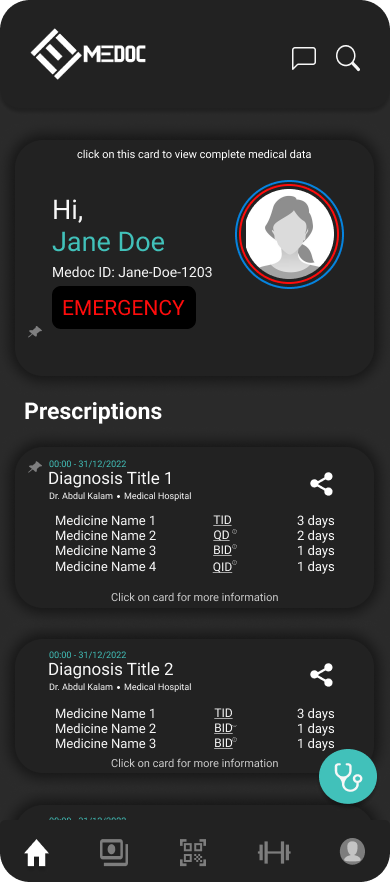 MEDOC
click on this card to view complete medical data
Hi,
Jane Doe
Medoc ID: Jane-Doe-1203
EMERGENCY
Prescriptions
00:00 - 31/12/2022
Diagnosis Title 1
Dr. Abdul Kalam • Medical Hospital
Medicine Name 1 TID 3 days
Medicine Name 2 QD 2 days
Medicine Name 3 BID 1 days
Medicine Name 4 QID 1 days
Click on card for more information
00:00 - 31/12/2022
Diagnosis Title 2
Dr. Abdul Kalam • Medical Hospital
Medicine Name 1 TID 3 days
Medicine Name 2 BID 1 days
Medicine Name 3 BID 1 days
Click on card for more information